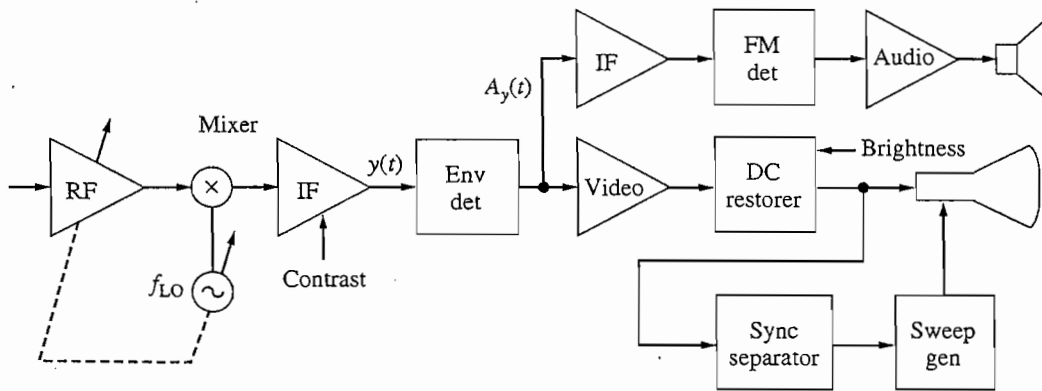 IF
FM
det
Audio
A_y(t)
Mixer
RF
×
IF
y(t)
Env
det
Video
DC
restorer
Brightness
f_LO
Contrast
Sync
separator
Sweep
gen